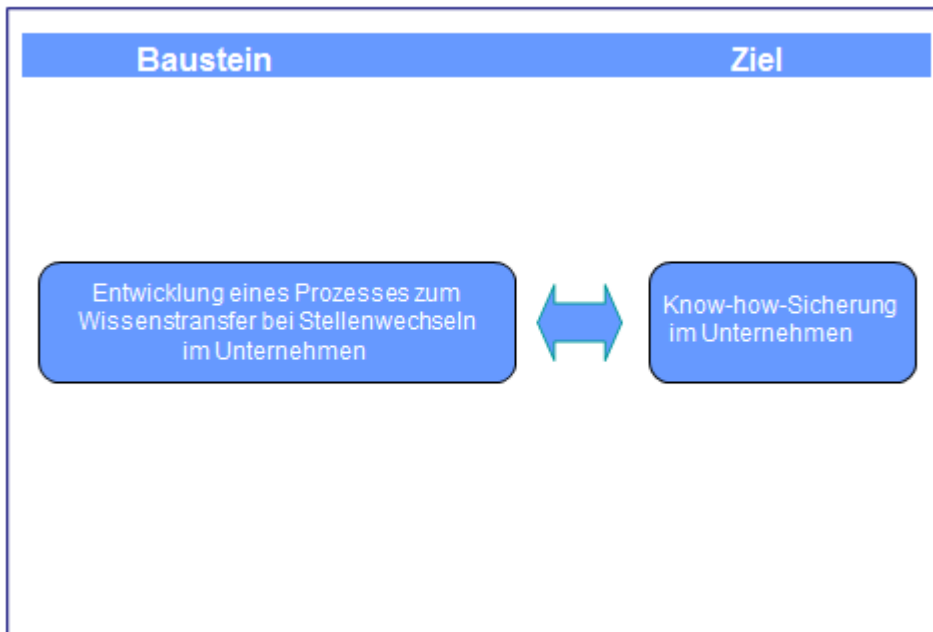 Baustein Ziel
Entwicklung eines Prozesses zum
Wissenstransfer bei Stellenwechseln
im Unternehmen
Know-how-Sicherung
im Unternehmen